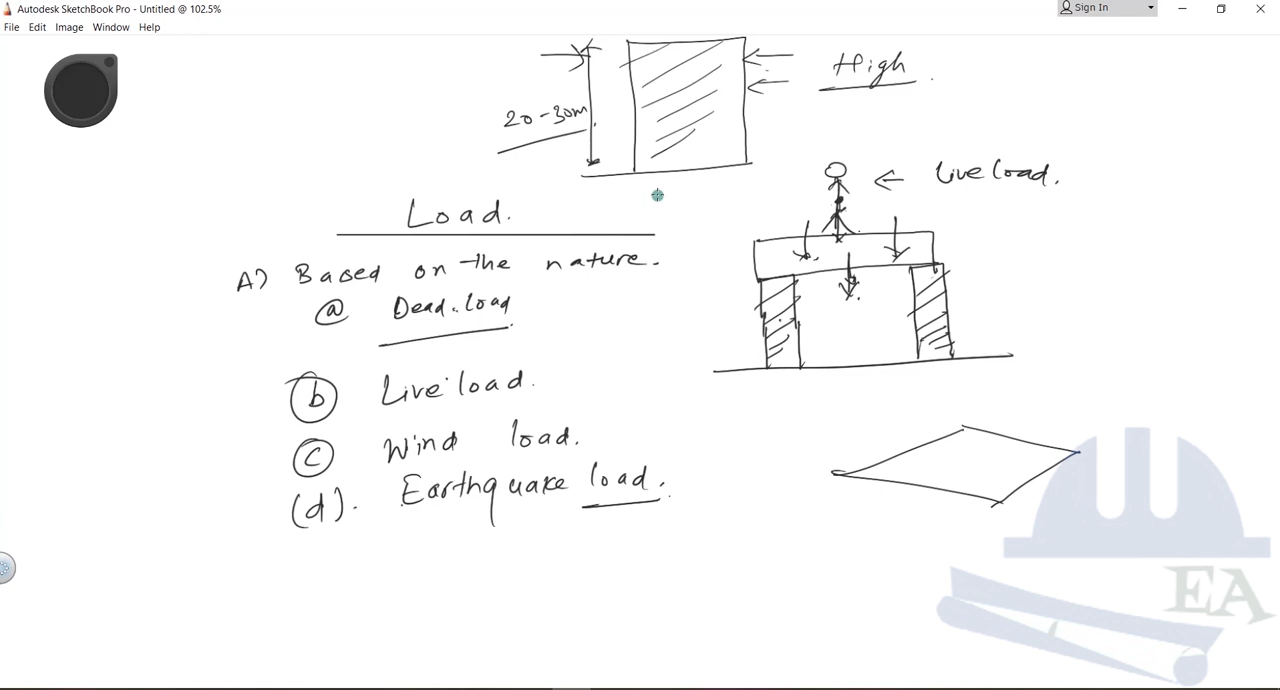 Autodesk SketchBook Pro - Untitled @ 102.5%
Sign In
File Edit Image Window Help
High
20-30m
Live load.
Load.
A) Based on the nature.
@ Dead load
b Live load.
c Wind load.
(d). Earthquake load.
EA